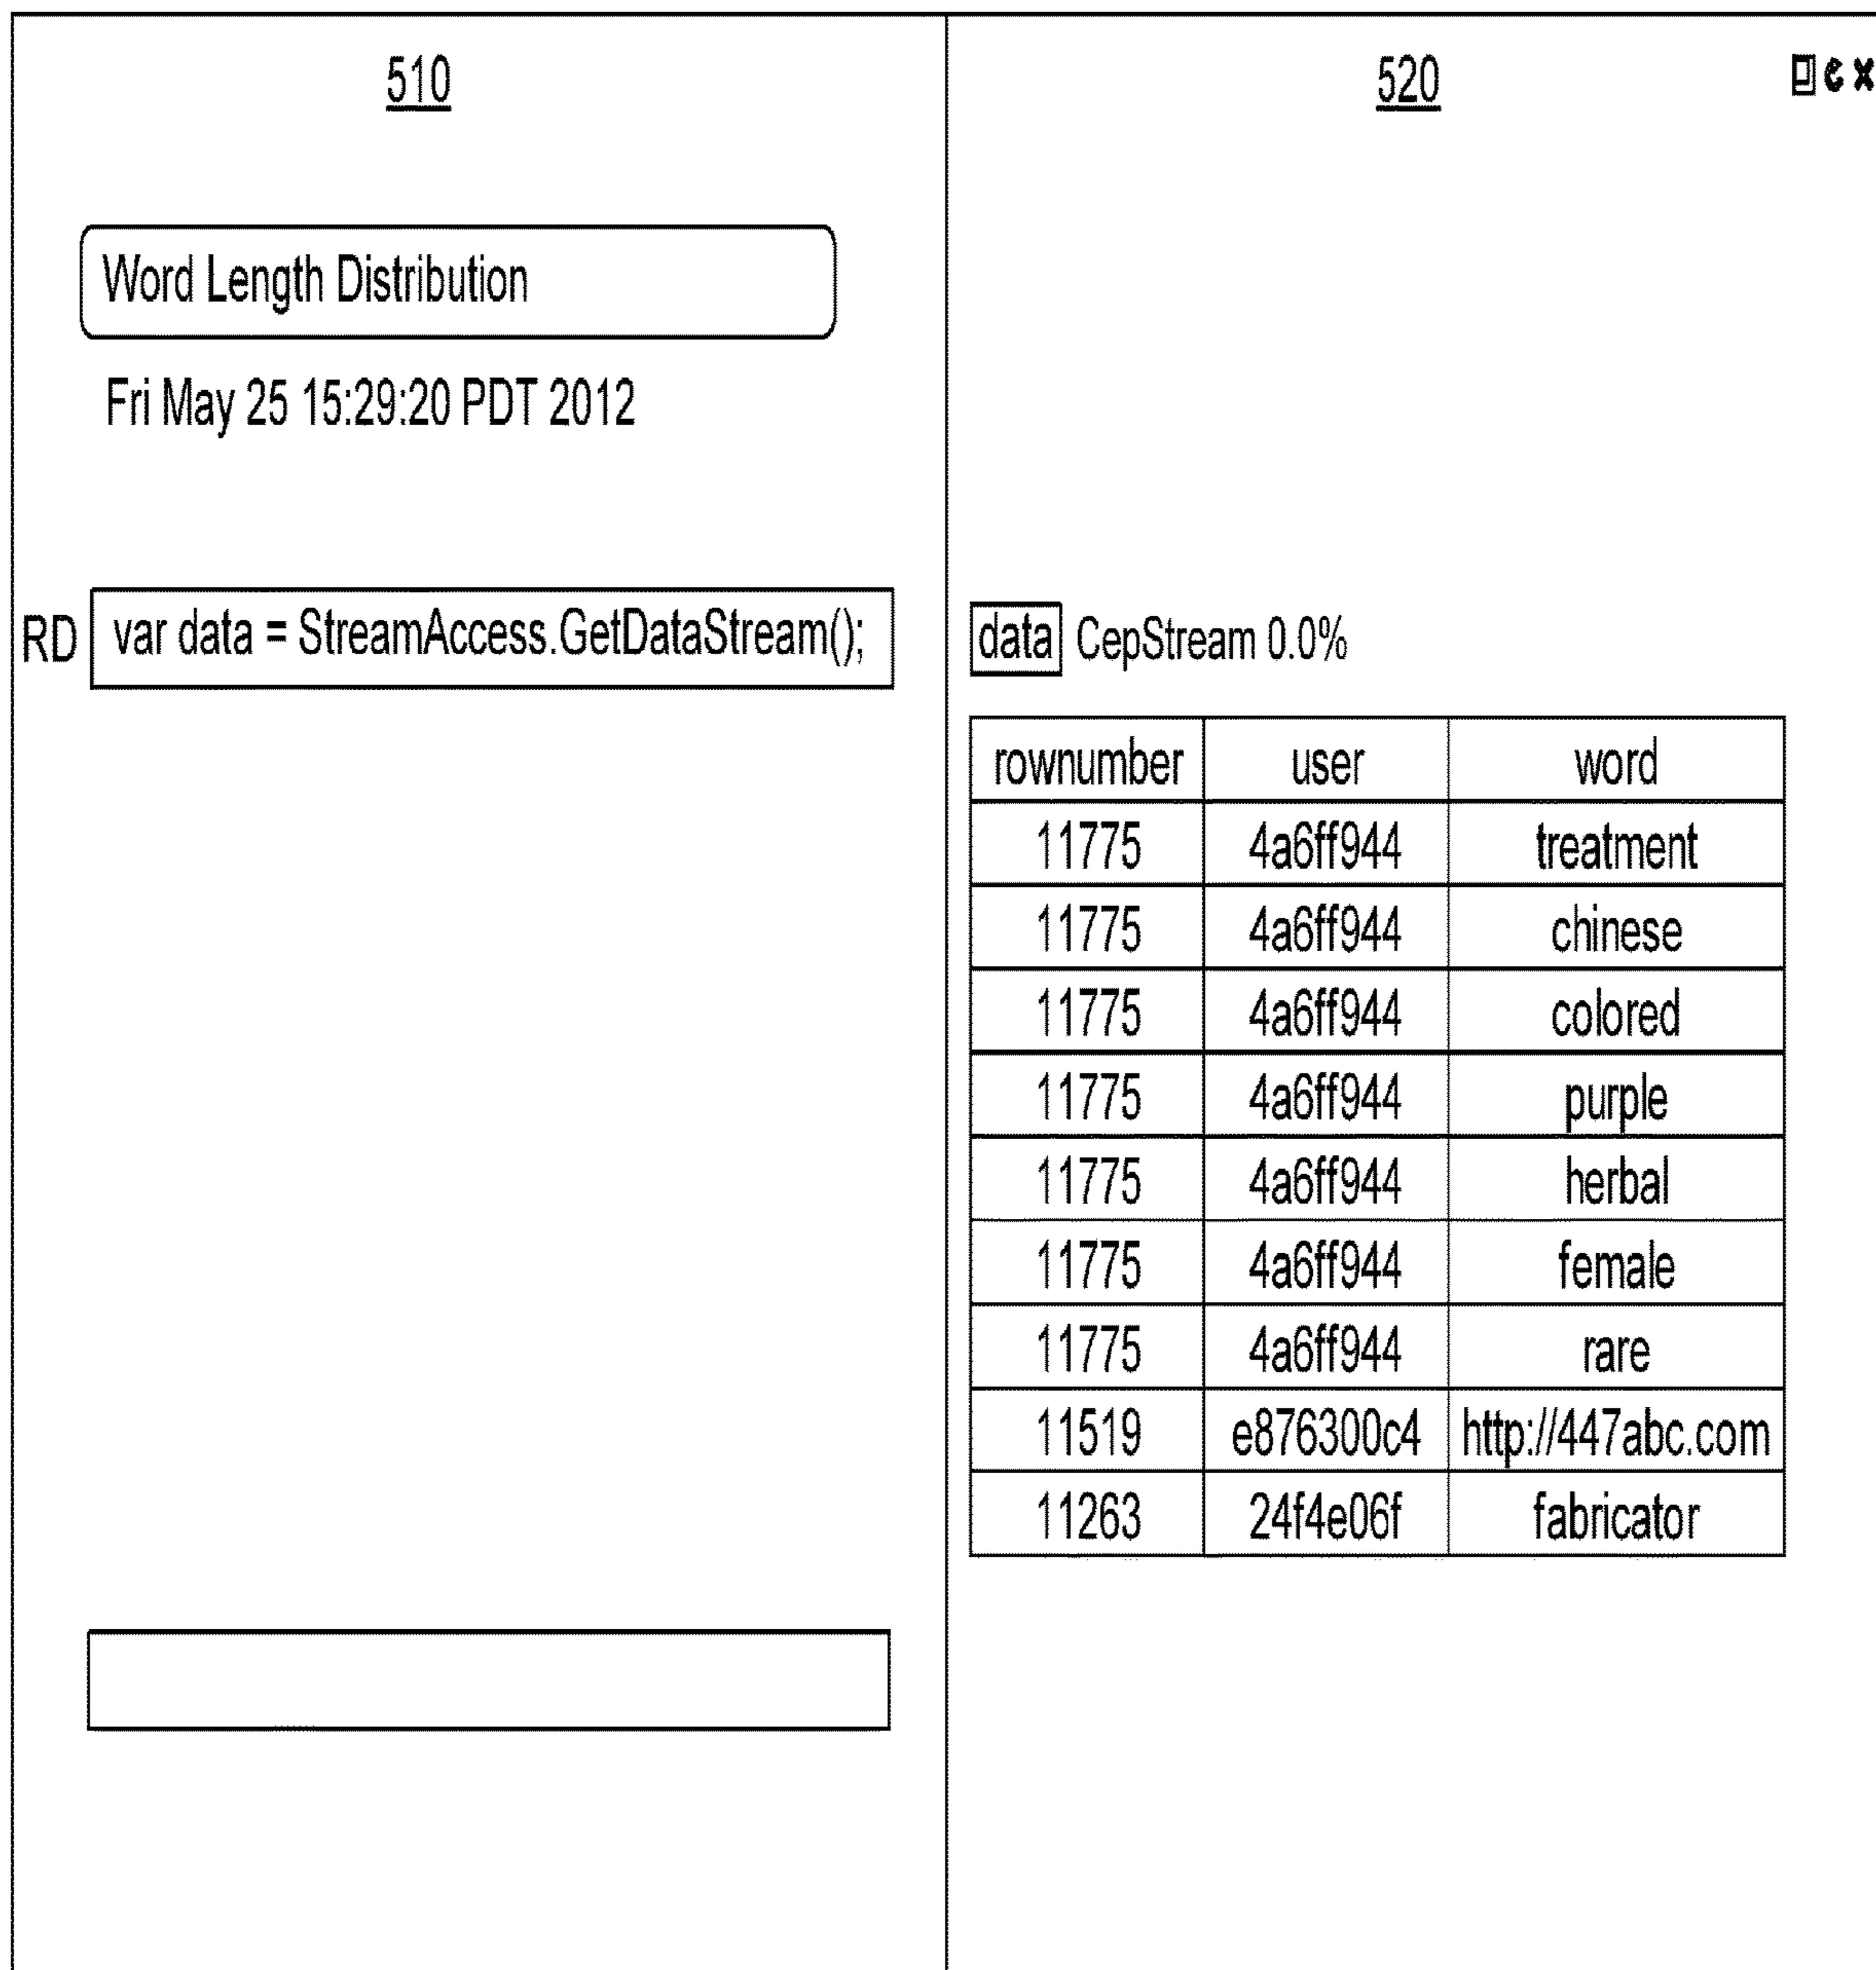 510
Word Length Distribution
Fri May 25 15:29:20 PDT 2012
RD var data = StreamAccess.GetDataStream();
520
data CepStream 0.0%
rownumber user word
11775 4a6ff944 treatment
11775 4a6ff944 chinese
11775 4a6ff944 colored
11775 4a6ff944 purple
11775 4a6ff944 herbal
11775 4a6ff944 female
11775 4a6ff944 rare
11519 e876300c4 http://447abc.com
11263 24f4e06f fabricator